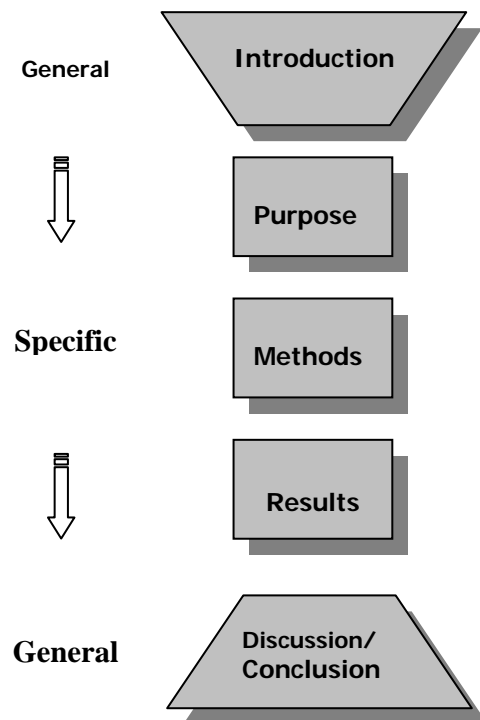 Introduction
General
Purpose
Specific
Methods
Results
General
Discussion/
Conclusion